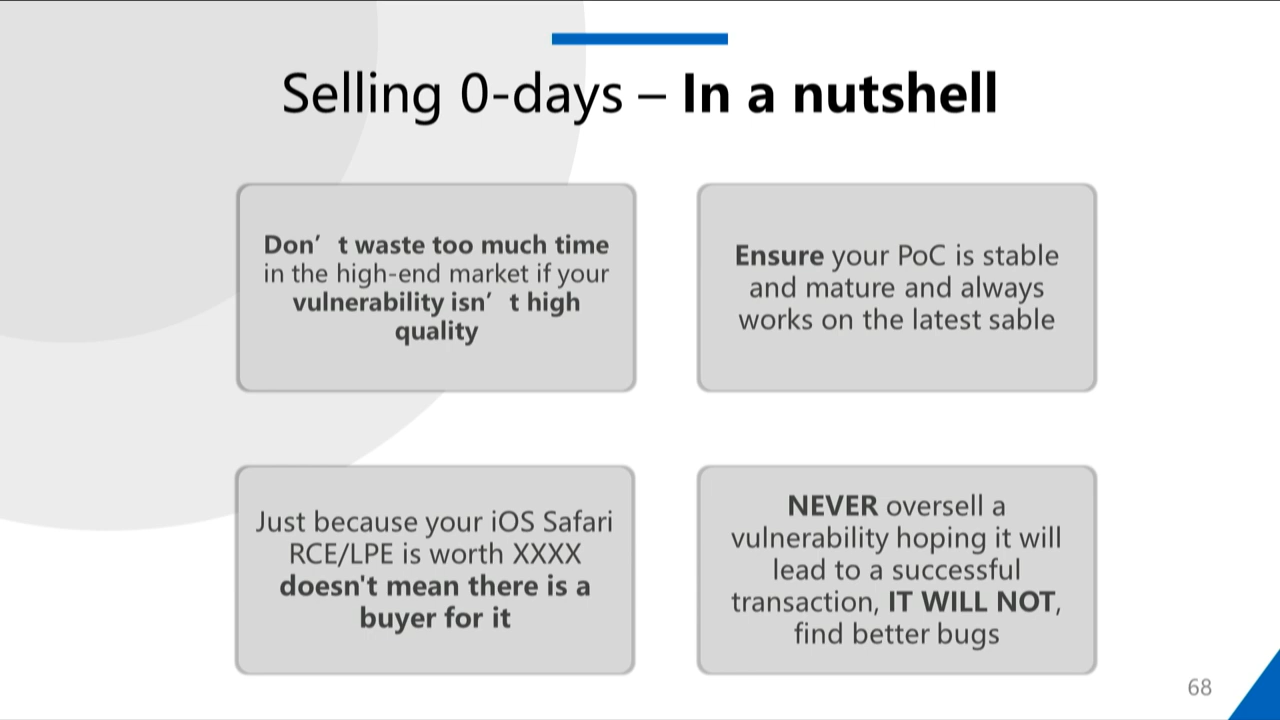 Selling 0-days – In a nutshell
Don’ t waste too much time
in the high-end market if your
vulnerability isn’ t high
quality
Ensure your PoC is stable
and mature and always
works on the latest sable
Just because your iOS Safari
RCE/LPE is worth XXXX
doesn't mean there is a
buyer for it
NEVER oversell a
vulnerability hoping it will
lead to a successful
transaction, IT WILL NOT,
find better bugs
68